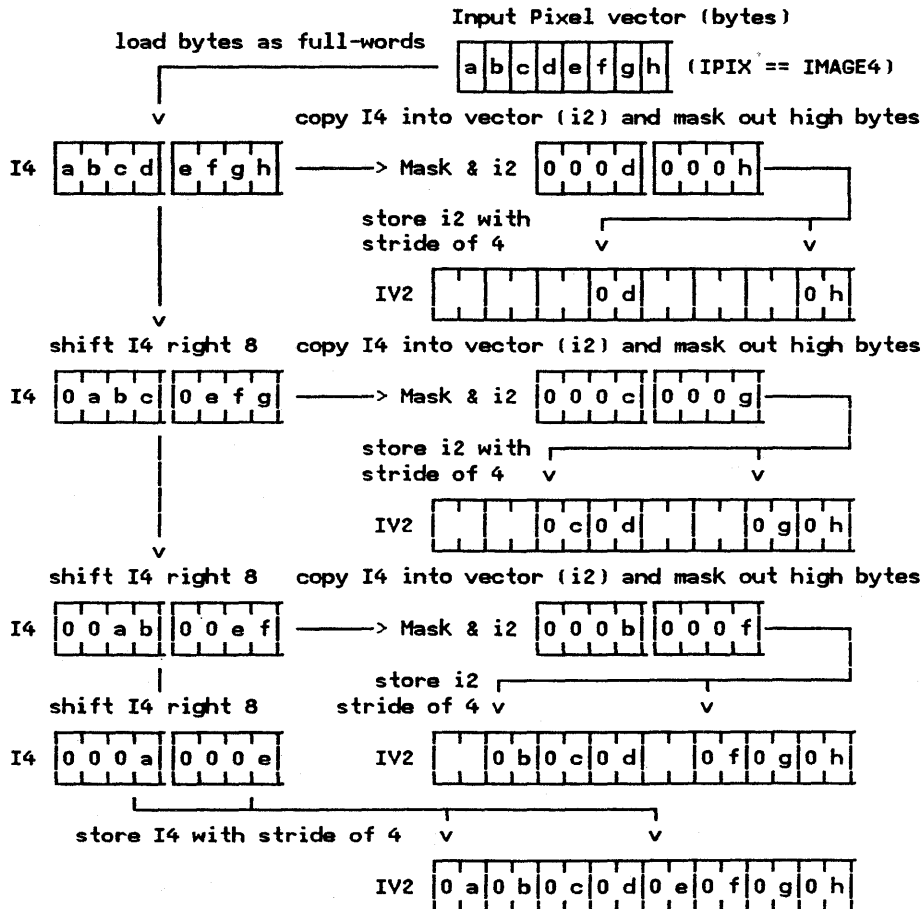 Input Pixel vector (bytes)
load bytes as full-words
a b c d e f g h (IPIX == IMAGE4)
copy I4 into vector (i2) and mask out high bytes
I4 a b c d e f g h > Mask & i2 0 0 0 d 0 0 0 h
store i2 with
stride of 4
IV2 0 d 0 h
shift I4 right 8 copy I4 into vector (i2) and mask out high bytes
I4 0 a b c 0 e f g > Mask & i2 0 0 0 c 0 0 0 g
store i2 with
stride of 4
IV2 0 c 0 d 0 g 0 h
shift I4 right 8 copy I4 into vector (i2) and mask out high bytes
I4 0 0 a b 0 0 e f > Mask & i2 0 0 0 b 0 0 0 f
store i2
shift I4 right 8 stride of 4
I4 0 0 0 a 0 0 0 e IV2 0 b 0 c 0 d 0 f 0 g 0 h
store I4 with stride of 4
IV2 0 a 0 b 0 c 0 d 0 e 0 f 0 g 0 h